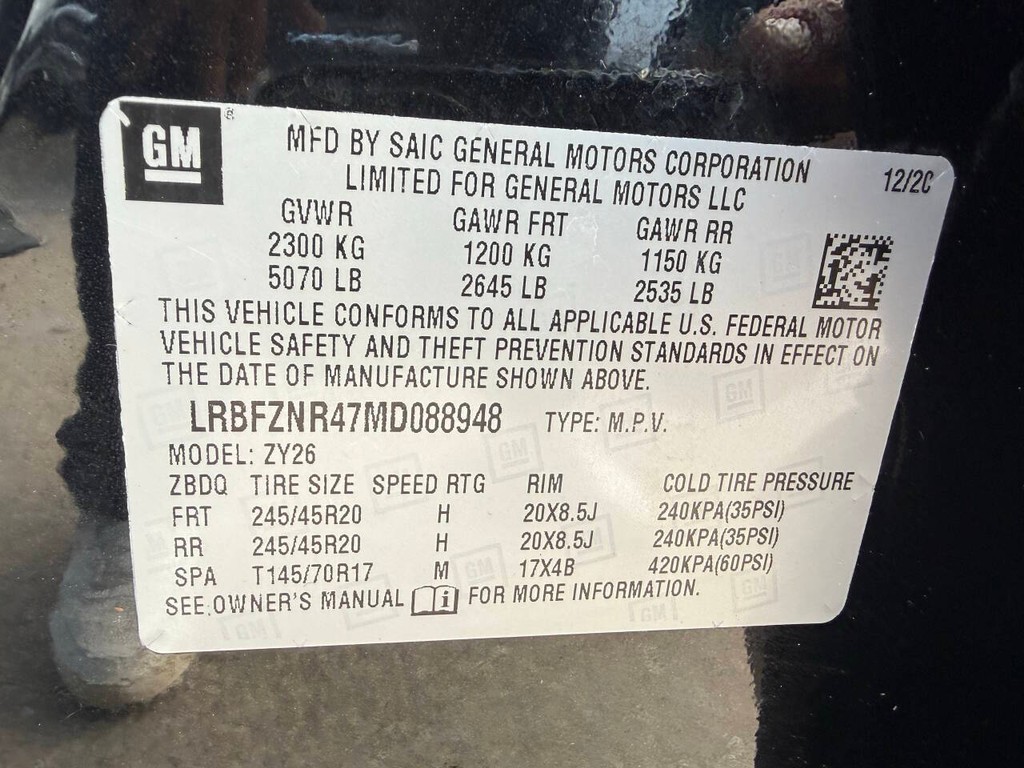 GM ®
MFD BY SAIC GENERAL MOTORS CORPORATION
LIMITED FOR GENERAL MOTORS LLC
12/20
GVWR GAWR FRT GAWR RR
2300 KG 1200 KG 1150 KG
5070 LB 2645 LB 2535 LB
THIS VEHICLE CONFORMS TO ALL APPLICABLE U.S. FEDERAL MOTOR
VEHICLE SAFETY AND THEFT PREVENTION STANDARDS IN EFFECT ON
THE DATE OF MANUFACTURE SHOWN ABOVE.
LRBFZNR47MD088948 TYPE: M.P.V.
MODEL: ZY26
ZBDQ TIRE SIZE SPEED RTG RIM COLD TIRE PRESSURE
FRT 245/45R20 H 20X8.5J 240KPA(35PSI)
RR 245/45R20 H 20X8.5J 240KPA(35PSI)
SPA T145/70R17 M 17X4B 420KPA(60PSI)
SEE OWNER'S MANUAL i FOR MORE INFORMATION.